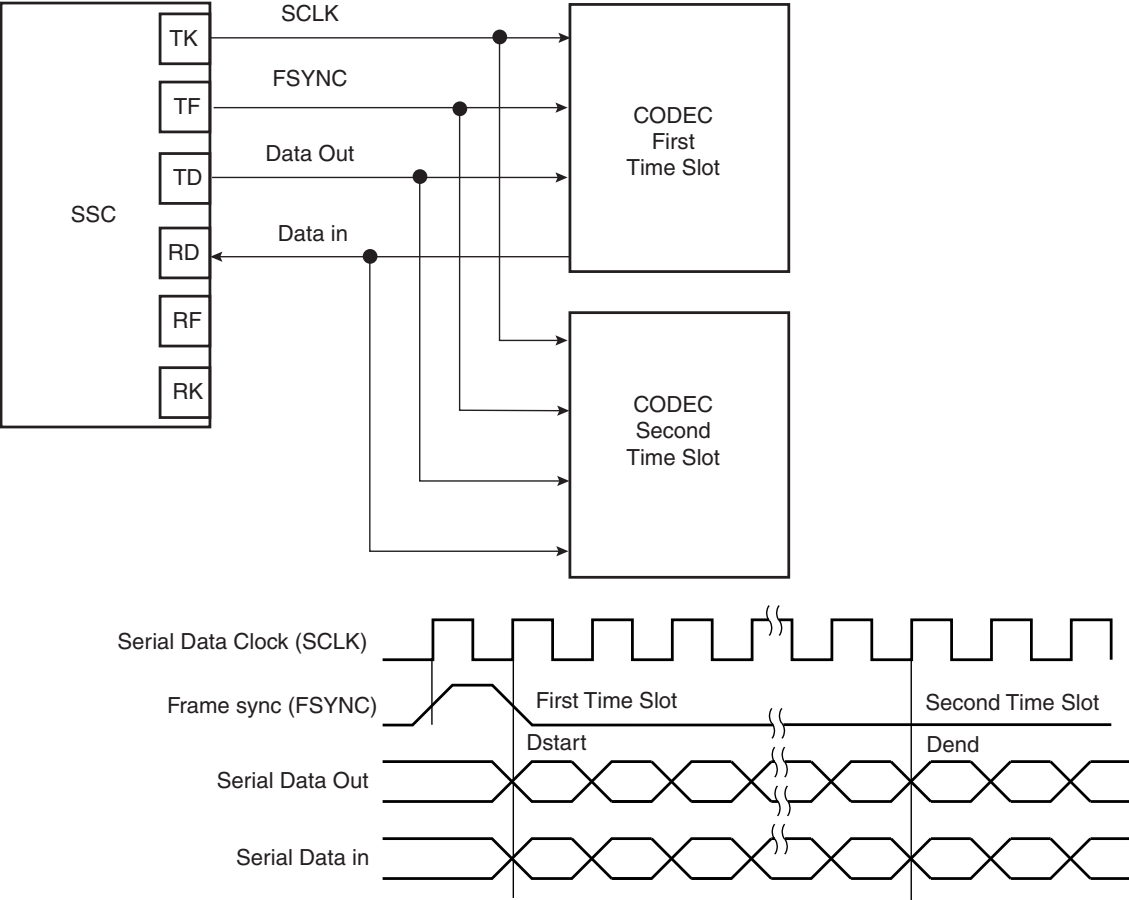 SCLK
TK
FSYNC
TF
CODEC
First
Time Slot
Data Out
TD
SSC
Data in
RD
RF
RK
CODEC
Second
Time Slot
Serial Data Clock (SCLK)
Frame sync (FSYNC)
First Time Slot
Second Time Slot
Dstart
Dend
Serial Data Out
Serial Data in